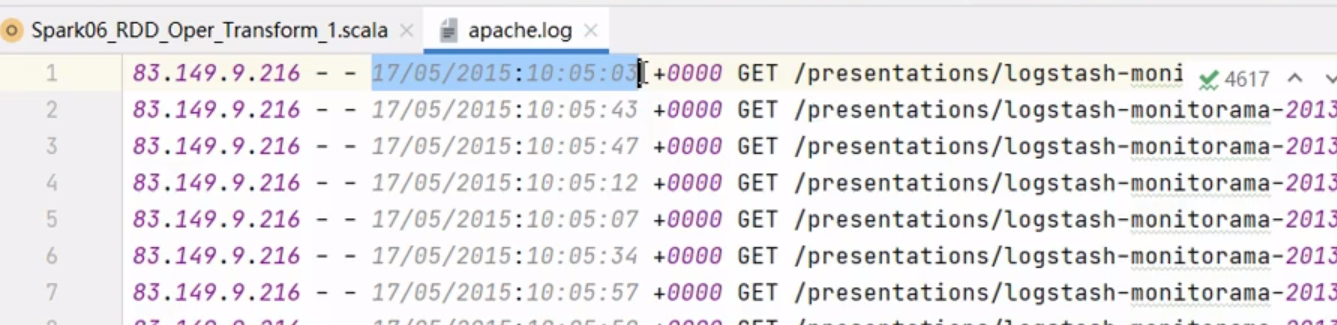 Spark06_RDD_Oper_Transform_1.scala apache.log
1 83.149.9.216 - - 17/05/2015:10:05:03 +0000 GET /presentations/logstash-moni 4617
2 83.149.9.216 - - 17/05/2015:10:05:43 +0000 GET /presentations/logstash-monitorama-2013
3 83.149.9.216 - - 17/05/2015:10:05:47 +0000 GET /presentations/logstash-monitorama-2013
4 83.149.9.216 - - 17/05/2015:10:05:12 +0000 GET /presentations/logstash-monitorama-2013
5 83.149.9.216 - - 17/05/2015:10:05:07 +0000 GET /presentations/logstash-monitorama-2013
6 83.149.9.216 - - 17/05/2015:10:05:34 +0000 GET /presentations/logstash-monitorama-2013
7 83.149.9.216 - - 17/05/2015:10:05:57 +0000 GET /presentations/logstash-monitorama-2013